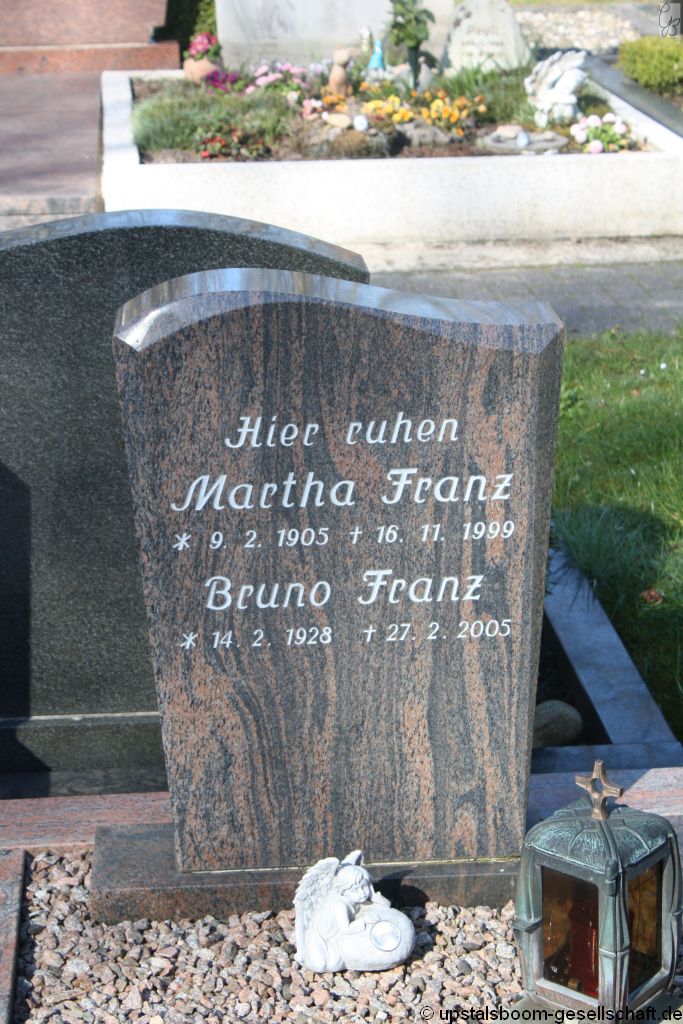 Pauli
Hier ruhen
Martha Franz
* 9. 2. 1905 † 16. 11. 1999
Bruno Franz
* 14. 2. 1928 † 27. 2. 2005
© upstalsboom-gesellschaft.de